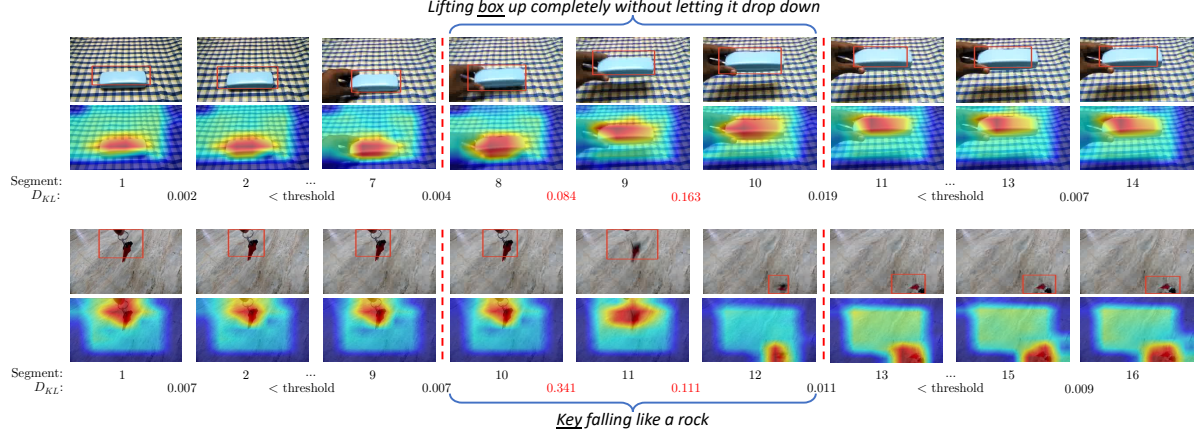 Lifting box up completely without letting it drop down
Segment: 1 2 ... 7 8 9 10 11 ... 13 14
D_KL: 0.002 < threshold 0.004 0.084 0.163 0.019 < threshold 0.007
Segment: 1 2 ... 9 10 11 12 13 ... 15 16
D_KL: 0.007 < threshold 0.007 0.341 0.111 0.011 < threshold 0.009
Key falling like a rock